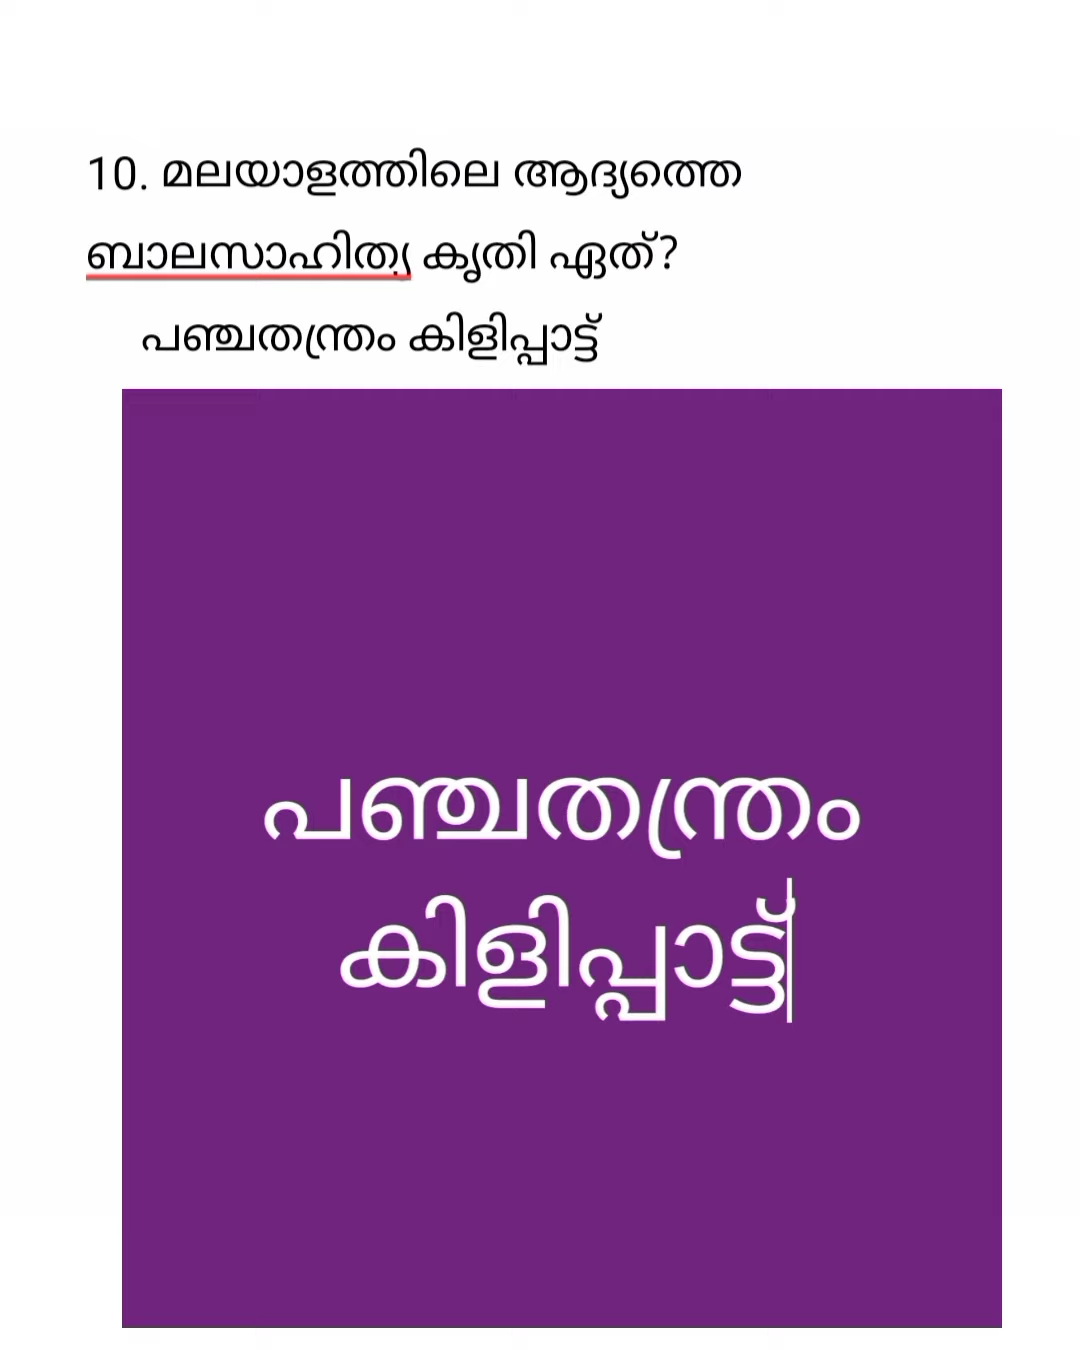 10. മലയാളത്തിലെ ആദ്യത്തെ
ബാലസാഹിത്യ കൃതി ഏത്?
പഞ്ചതന്ത്രം കിളിപ്പാട്ട്
പഞ്ചതന്ത്രം
കിളിപ്പാട്ട്